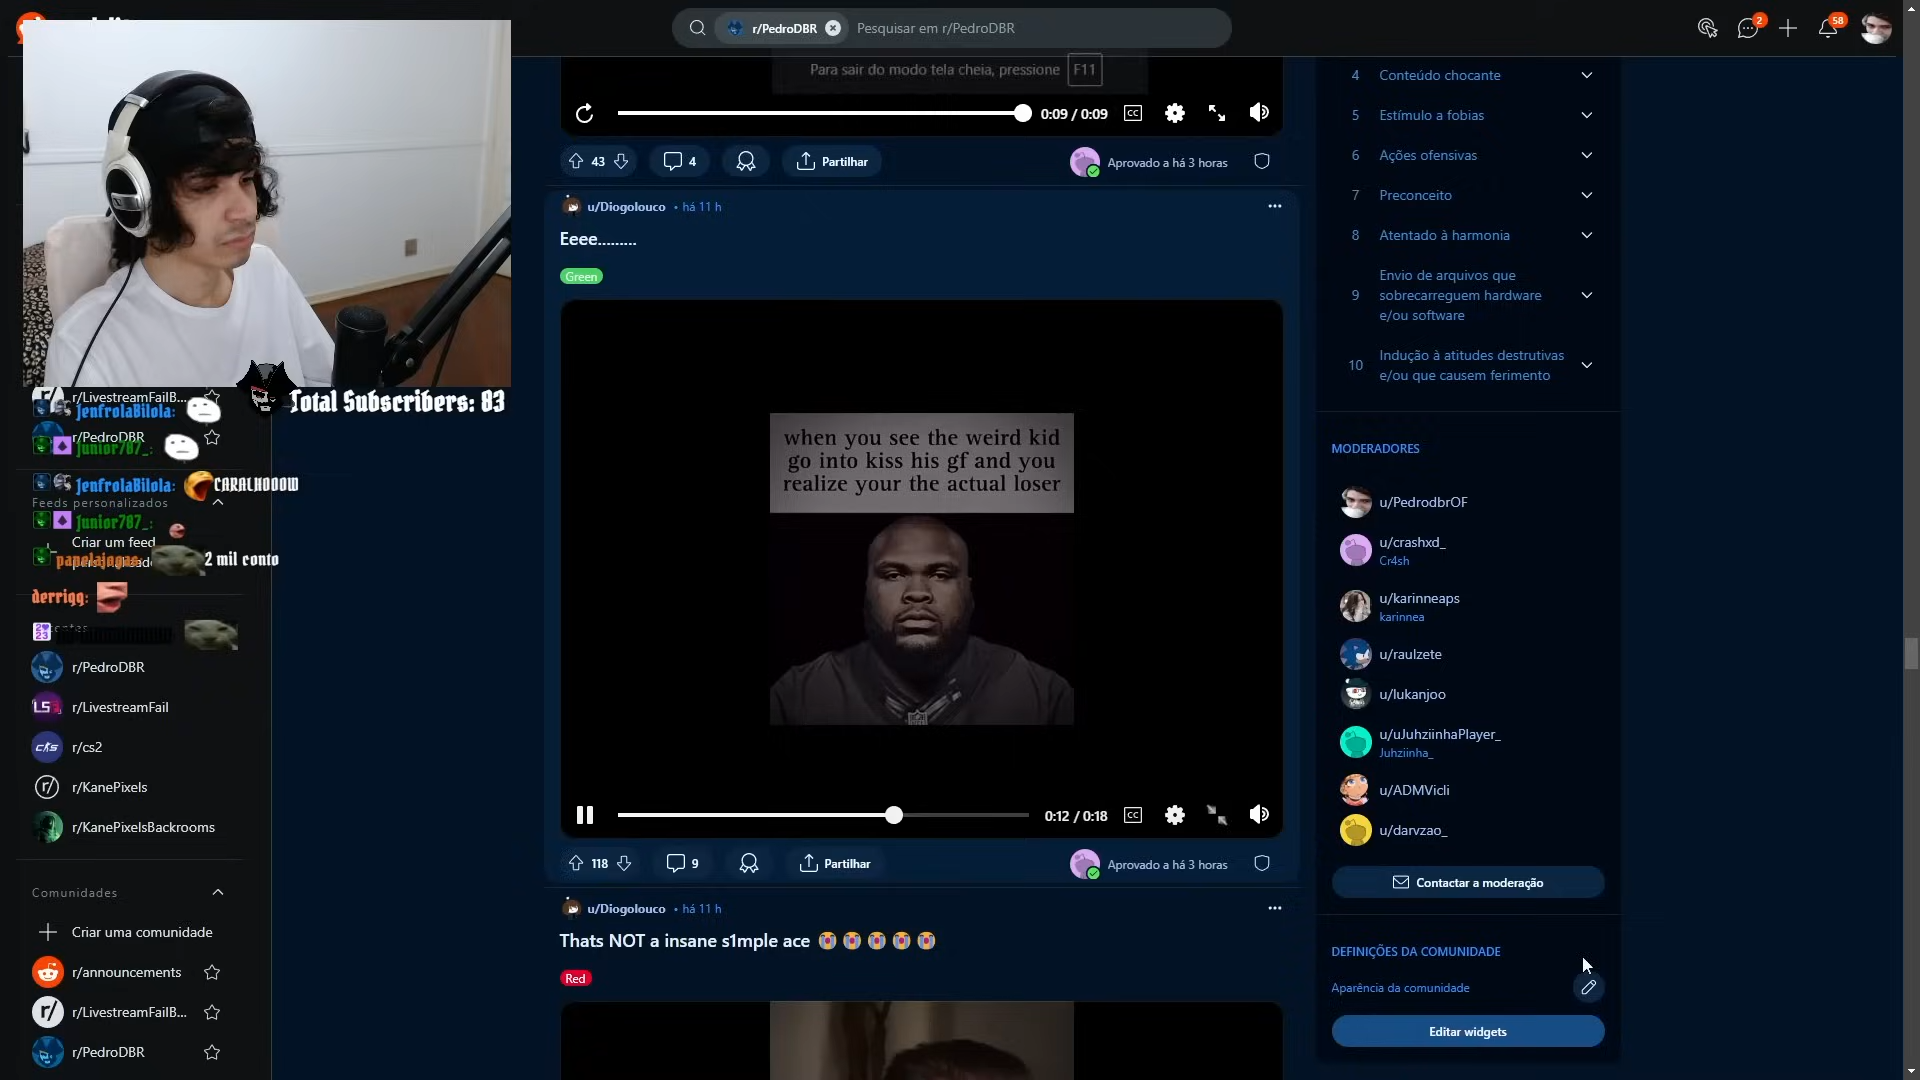 r/PedroDBR
Pesquisar em r/PedroDBR
2
58
Para sair do modo tela cheia, pressione F11
0:09 / 0:09
CC
43
4
Partilhar
Aprovado a há 3 horas
u/Diogolouco • há 11 h
Eeee.........
Green
when you see the weird kid
go into kiss his gf and you
realize your the actual loser
0:12 / 0:18
CC
118
9
Partilhar
Aprovado a há 3 horas
u/Diogolouco • há 11 h
Thats NOT a insane s1mple ace
Red
Total Subscribers: 83
r/LivestreamFailB...
JenfrolaBilola:
r/PedroDBR
Junior787_:
JenfrolaBilola: CARALHOOOW
Feeds personalizados
Junior787_:
Criar um feed
papelajogas: 2 mil conto
derrigg:
r/PedroDBR
r/LivestreamFail
r/cs2
r/KanePixels
r/KanePixelsBackrooms
Comunidades
Criar uma comunidade
r/announcements
r/LivestreamFailB...
r/PedroDBR
4 Conteúdo chocante
5 Estímulo a fobias
6 Ações ofensivas
7 Preconceito
8 Atentado à harmonia
9 Envio de arquivos que
sobrecarreguem hardware
e/ou software
10 Indução à atitudes destrutivas
e/ou que causem ferimento
MODERADORES
u/PedrodbrOF
u/crashxd_
Cr4sh
u/karinneaps
karinnea
u/raulzete
u/lukanjoo
u/uJuhziinhaPlayer_
Juhziinha_
u/ADMVicli
u/darvzao_
Contactar a moderação
DEFINIÇÕES DA COMUNIDADE
Aparência da comunidade
Editar widgets